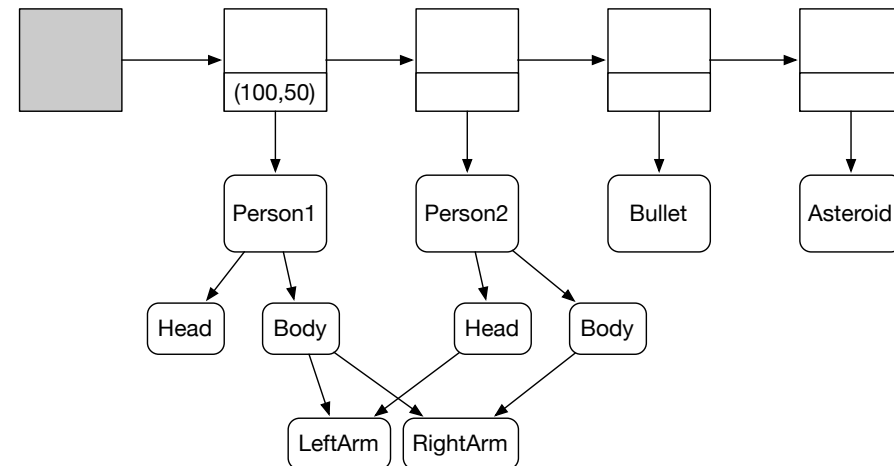 (100,50)
Person1
Person2
Bullet
Asteroid
Head
Body
Head
Body
LeftArm
RightArm